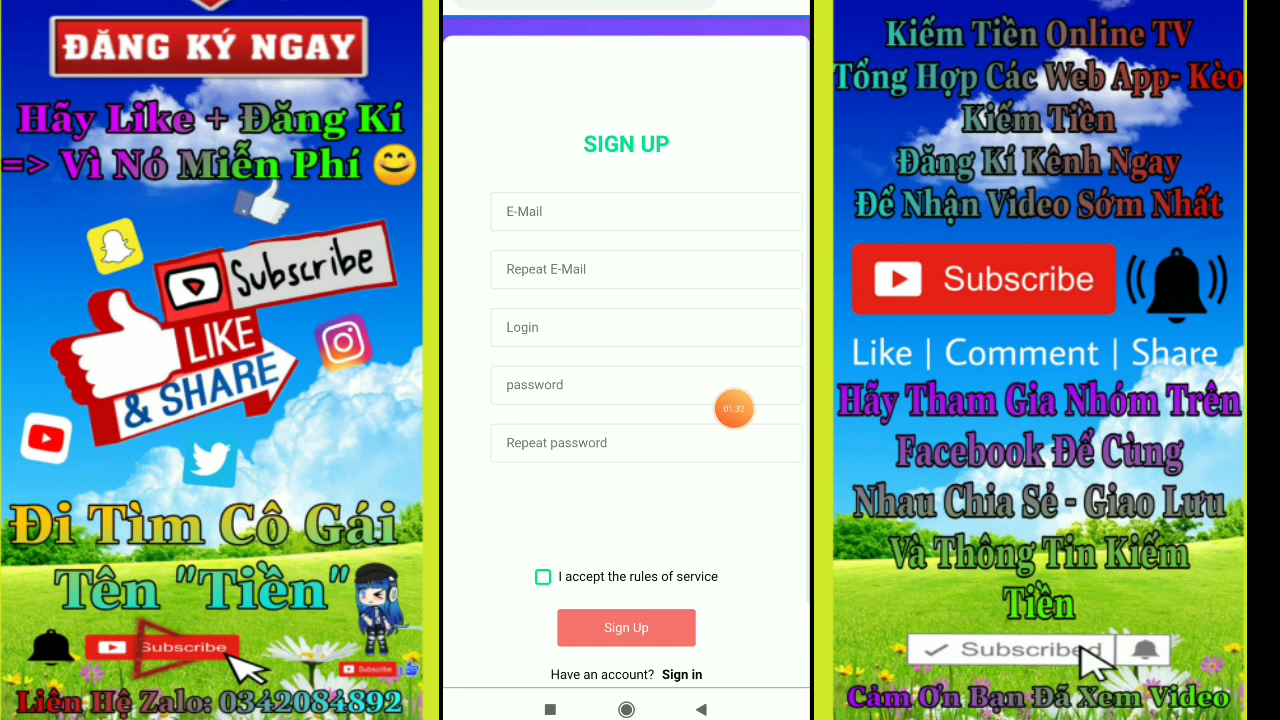 ĐĂNG KÝ NGAY
Hãy Like + Đăng Kí
=> Vì Nó Miễn Phí 😊
Subscribe
LIKE
& SHARE
Đi Tìm Cô Gái
Tên "Tiền"
Subscribe
Subscribe
Liên Hệ Zalo: 0342084892
SIGN UP
E-Mail
Repeat E-Mail
Login
password
01:32
Repeat password
I accept the rules of service
Sign Up
Have an account? Sign in
Kiếm Tiền Online TV
Tổng Hợp Các Web App- Kèo
Kiếm Tiền
Đăng Kí Kênh Ngay
Để Nhận Video Sớm Nhất
Subscribe
Like | Comment | Share
Hãy Tham Gia Nhóm Trên
Facebook Để Cùng
Nhau Chia Sẻ - Giao Lưu
Và Thông Tin Kiếm
Tiền
Subscribed
Cảm Ơn Bạn Đã Xem Video